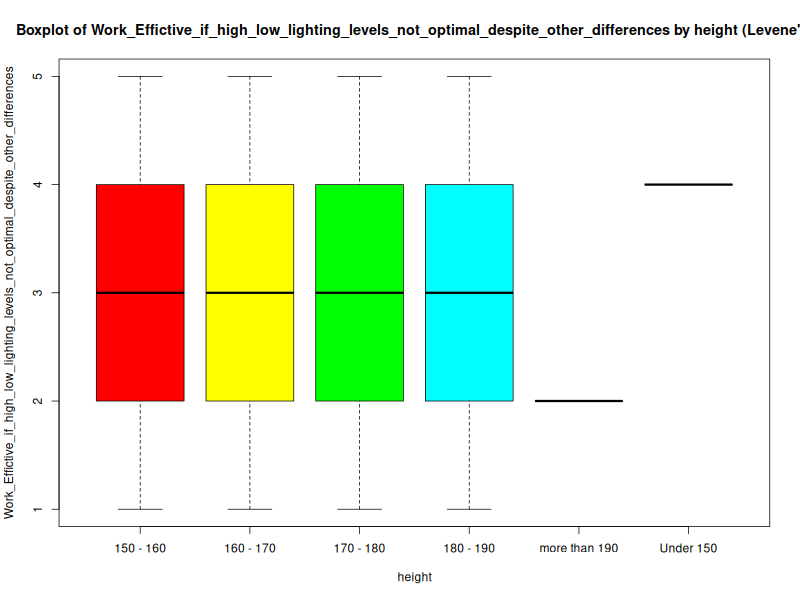 Boxplot of Work_Effictive_if_high_low_lighting_levels_not_optimal_despite_other_differences by height (Levene'
Work_Effictive_if_high_low_lighting_levels_not_optimal_despite_other_differences
5
4
3
2
1
150 - 160
160 - 170
170 - 180
180 - 190
more than 190
Under 150
height